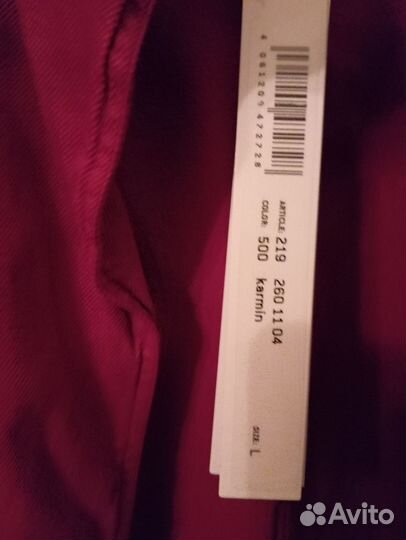 4 061209 472728
ARTICLE: 219 260 11 04
COLOR: 500 karmin
SIZE: L
Avito